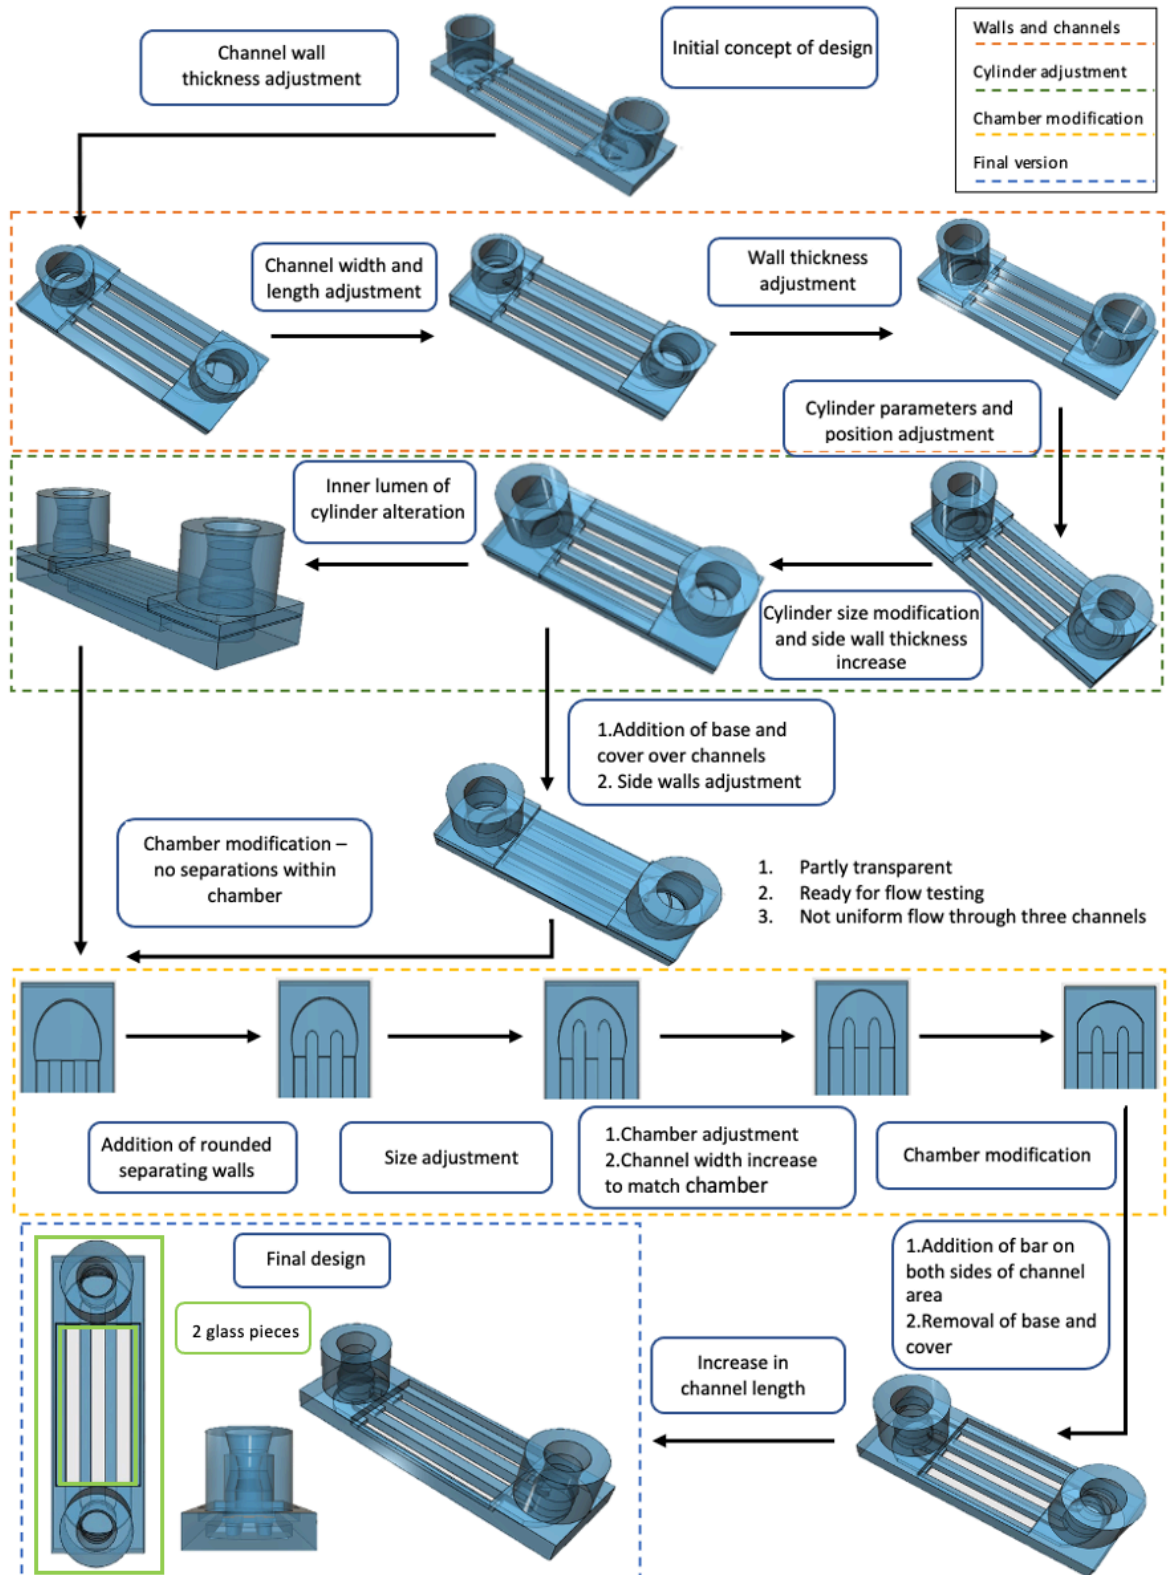 Channel wall
thickness adjustment
Initial concept of design
Walls and channels
Cylinder adjustment
Chamber modification
Final version
Channel width and
length adjustment
Wall thickness
adjustment
Cylinder parameters and
position adjustment
Inner lumen of
cylinder alteration
Cylinder size modification
and side wall thickness
increase
1.Addition of base and
cover over channels
2. Side walls adjustment
Chamber modification –
no separations within
chamber
1. Partly transparent
2. Ready for flow testing
3. Not uniform flow through three channels
Addition of rounded
separating walls
Size adjustment
1.Chamber adjustment
2.Channel width increase
to match chamber
Chamber modification
1.Addition of bar on
both sides of channel
area
2.Removal of base and
cover
Final design
2 glass pieces
Increase in
channel length